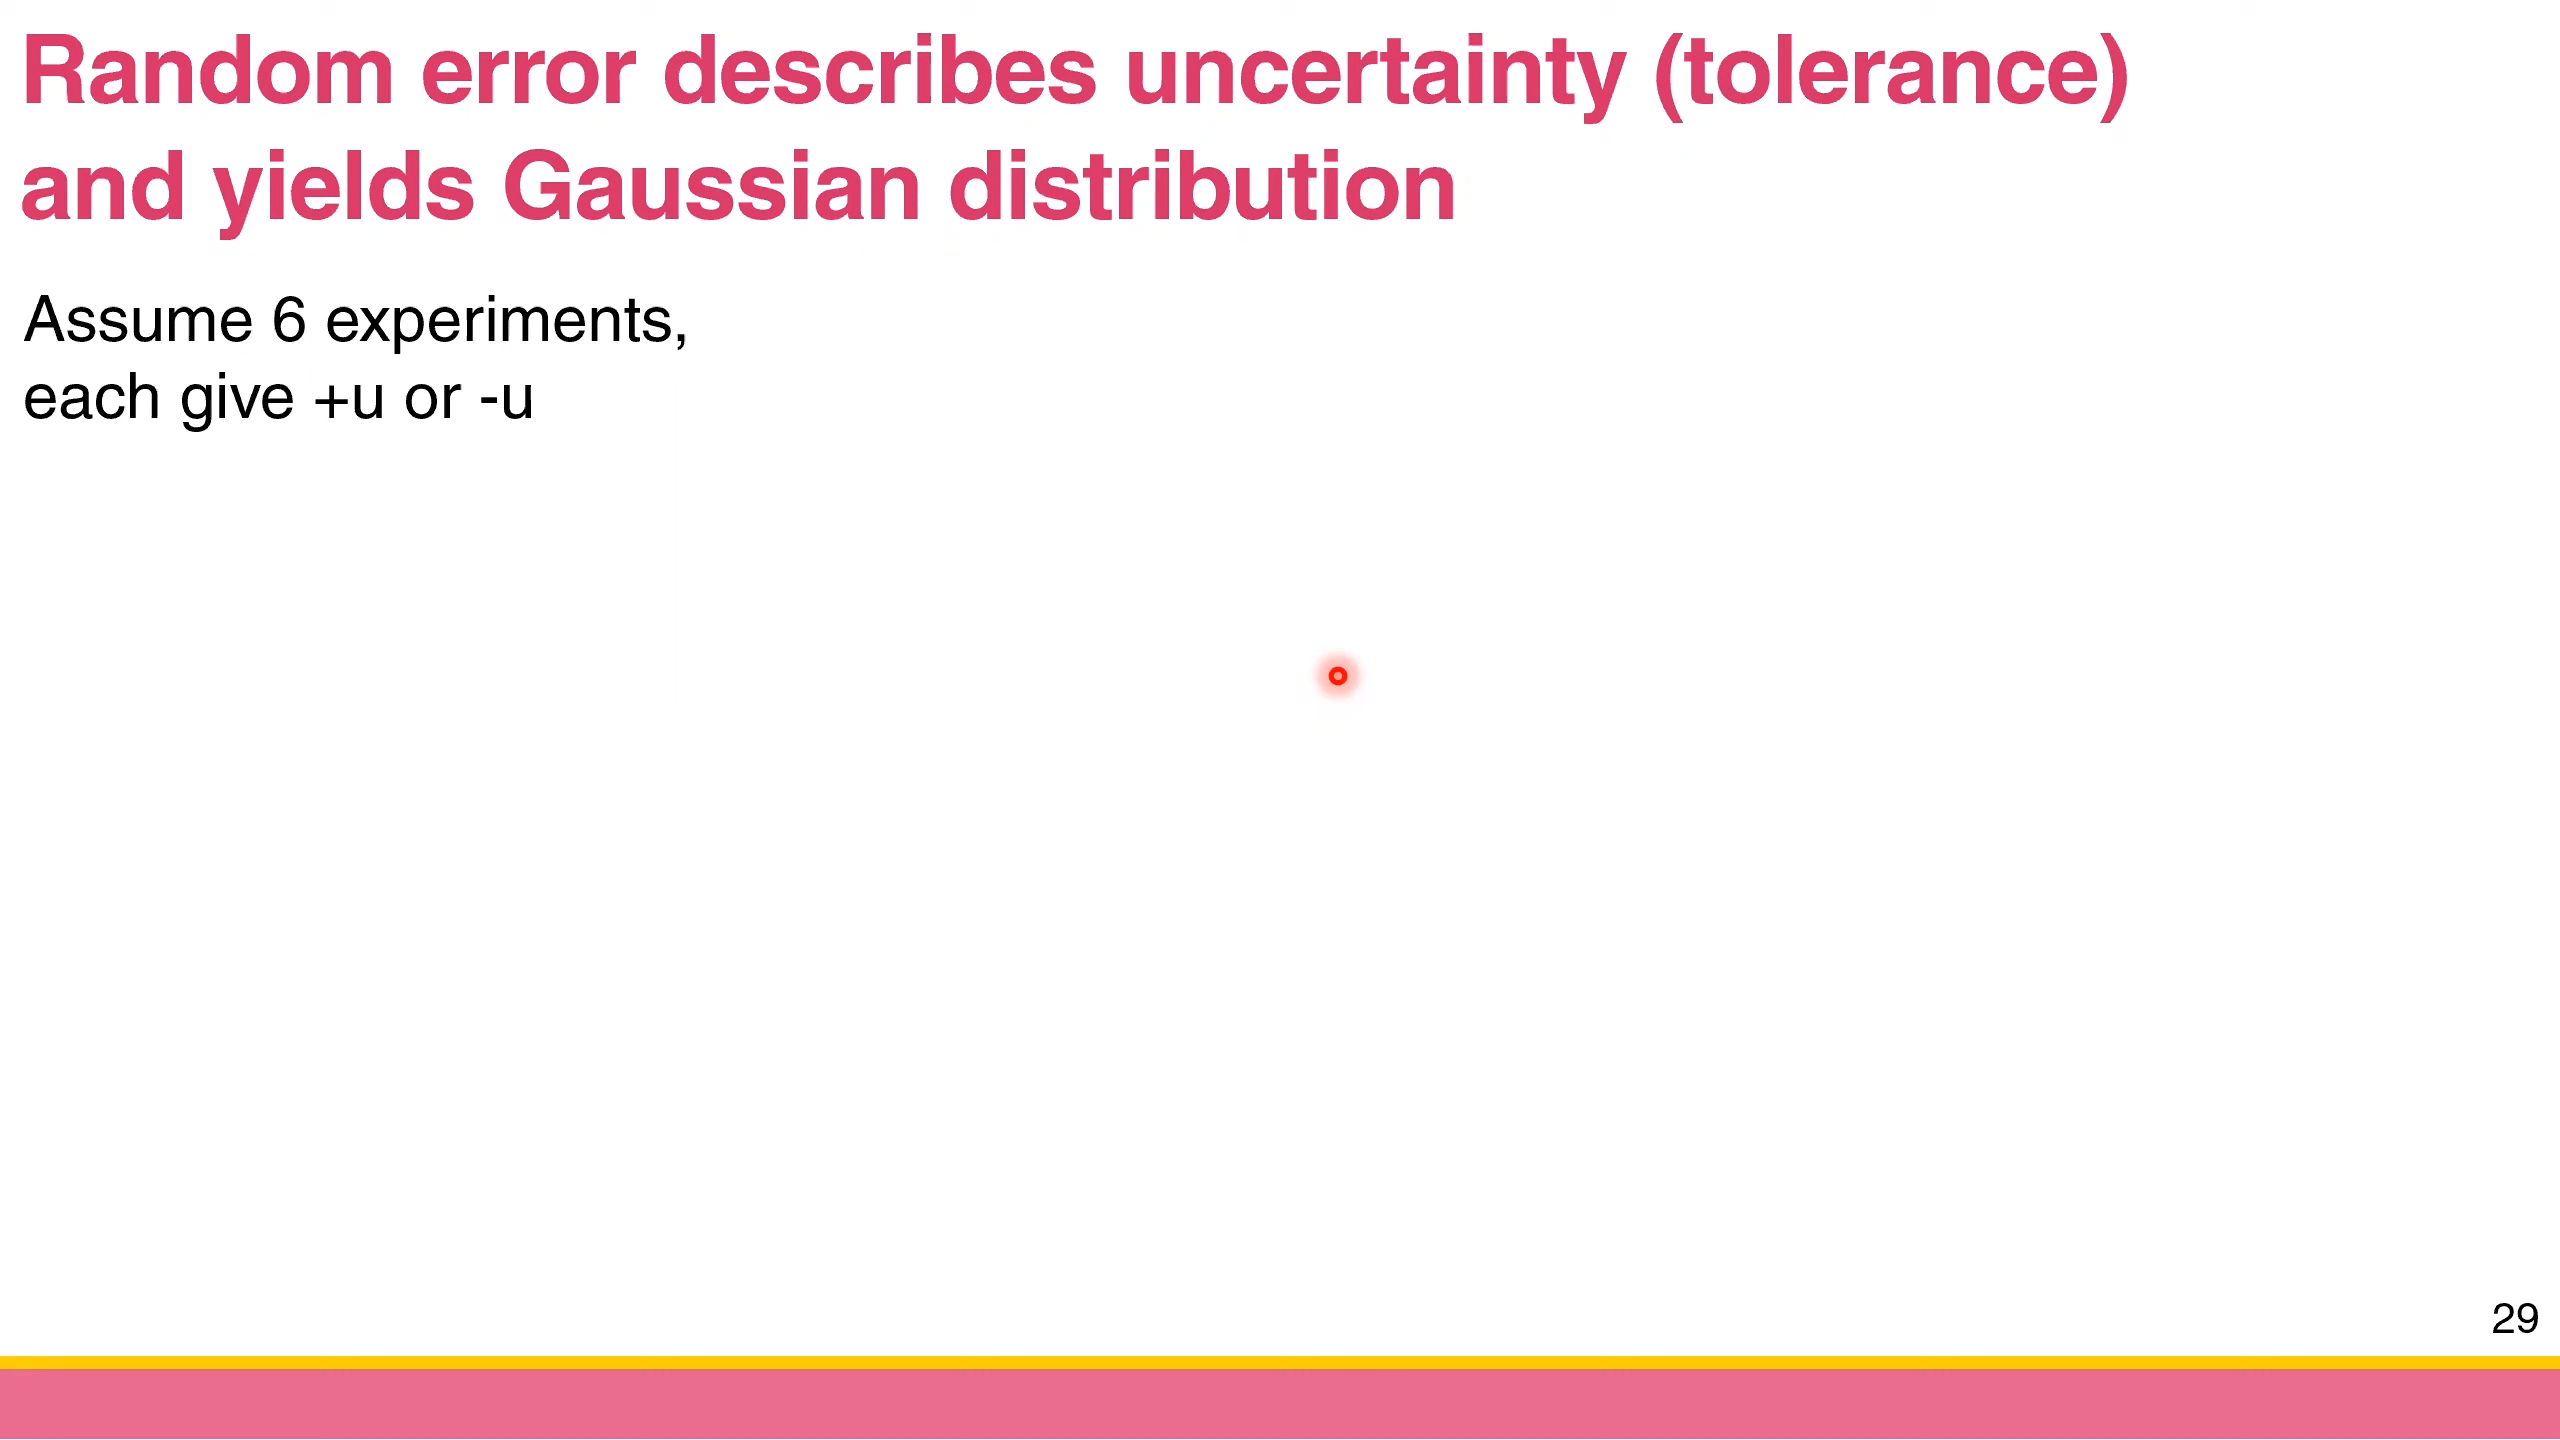 Random error describes uncertainty (tolerance)
and yields Gaussian distribution
Assume 6 experiments,
each give +u or -u
29